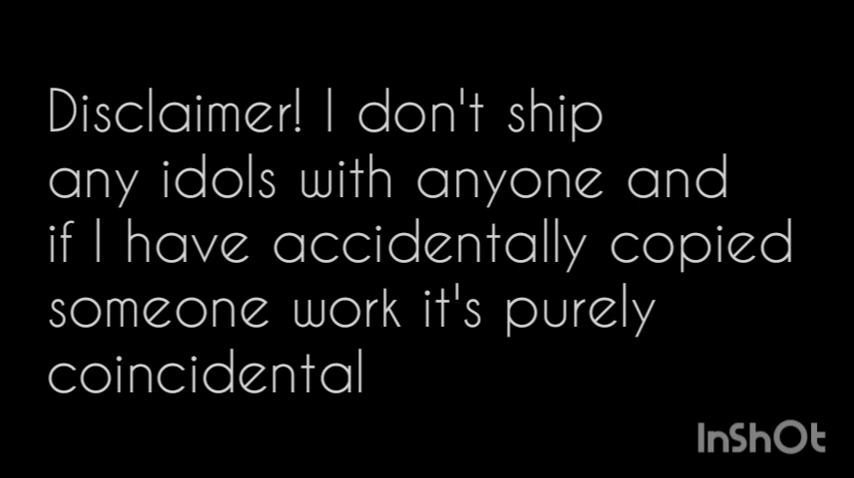 Disclaimer! I don't ship
any idols with anyone and
if I have accidentally copied
someone work it's purely
coincidental
InShOt